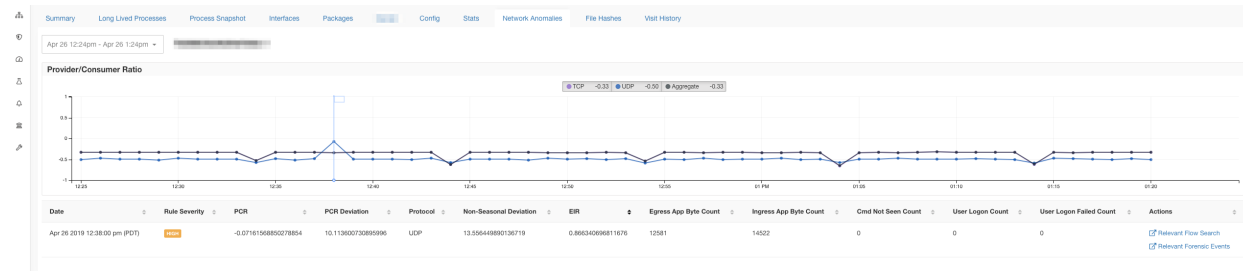 Summary Long Lived Processes Process Snapshot Interfaces Packages Config Stats Network Anomalies File Hashes Visit History
Apr 26 12:24pm - Apr 26 1:24pm
Provider/Consumer Ratio
TCP -0.33 UDP -0.50 Aggregate -0.33
1
0.5
0
-0.5
-1
12:25 12:30 12:35 12:40 12:45 12:50 12:55 01 PM 01:05 01:10 01:15 01:20
Date Rule Severity PCR PCR Deviation Protocol Non-Seasonal Deviation EIR Egress App Byte Count Ingress App Byte Count Cmd Not Seen Count User Logon Count User Logon Failed Count Actions
Apr 26 2019 12:38:00 pm (PDT) HIGH -0.07161568850278854 10.113600730895996 UDP 13.556449890136719 0.866340696811676 12581 14522 0 0 0 Relevant Flow Search
Relevant Forensic Events